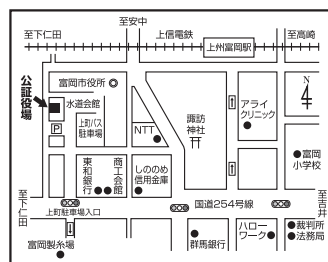 至安中
至下仁田
上信電鉄
上州富岡駅
至高崎
富岡市役所
公証役場
水道会館
P
上町バス
駐車場
NTT
諏訪
神社
アライ
クリニック
N
4
東和銀行
商工会館
しののめ
信用金庫
富岡
小学校
至下仁田
上町駐車場入口
国道254号線
至吉井
富岡製糸場
群馬銀行
ハロー
ワーク
裁判所
法務局